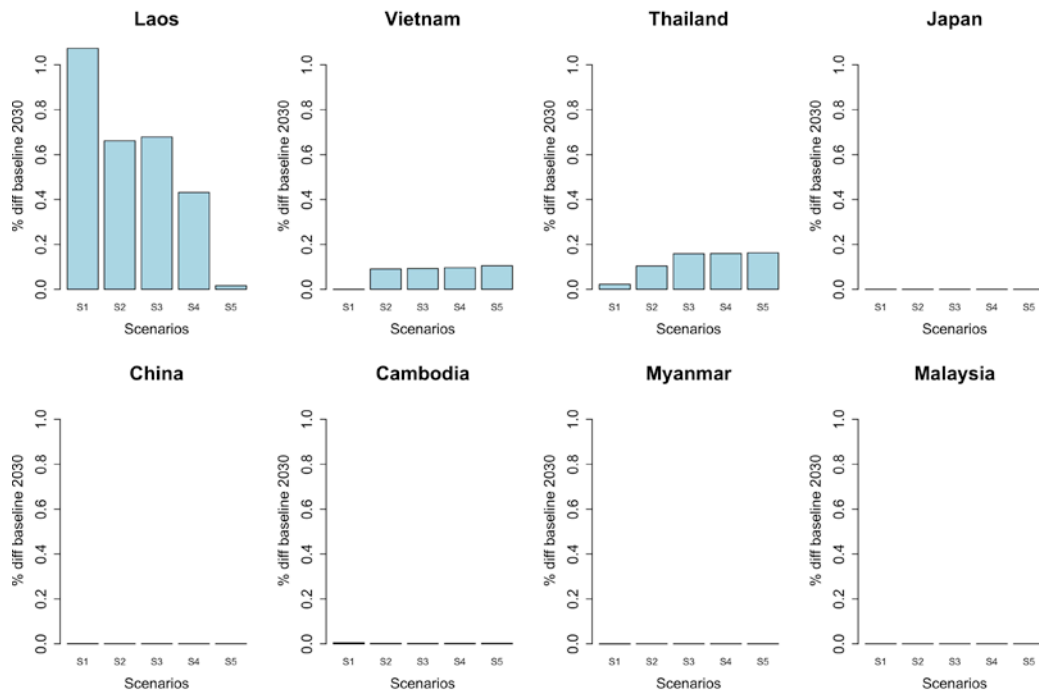 Laos
Vietnam
Thailand
Japan
% diff baseline 2030
0.0 0.2 0.4 0.6 0.8 1.0
S1 S2 S3 S4 S5
Scenarios
% diff baseline 2030
0.0 0.2 0.4 0.6 0.8 1.0
S1 S2 S3 S4 S5
Scenarios
% diff baseline 2030
0.0 0.2 0.4 0.6 0.8 1.0
S1 S2 S3 S4 S5
Scenarios
% diff baseline 2030
0.0 0.2 0.4 0.6 0.8 1.0
S1 S2 S3 S4 S5
Scenarios
China
Cambodia
Myanmar
Malaysia
% diff baseline 2030
0.0 0.2 0.4 0.6 0.8 1.0
S1 S2 S3 S4 S5
Scenarios
% diff baseline 2030
0.0 0.2 0.4 0.6 0.8 1.0
S1 S2 S3 S4 S5
Scenarios
% diff baseline 2030
0.0 0.2 0.4 0.6 0.8 1.0
S1 S2 S3 S4 S5
Scenarios
% diff baseline 2030
0.0 0.2 0.4 0.6 0.8 1.0
S1 S2 S3 S4 S5
Scenarios